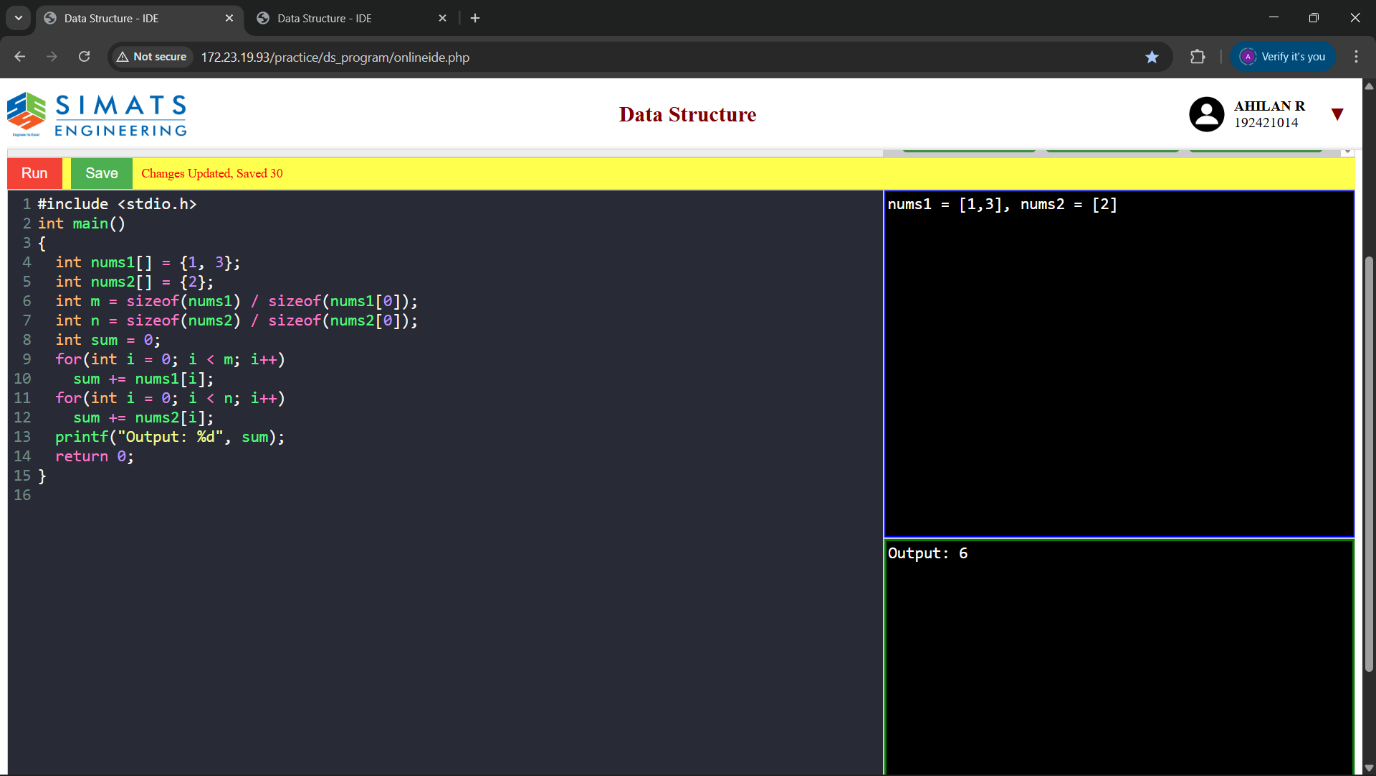 Data Structure - IDE
Data Structure - IDE
Not secure
172.23.19.93/practice/ds_program/onlineide.php
A
Verify it's you
SIMATS
ENGINEERING
Data Structure
AHILAN R
192421014
Run
Save
Changes Updated, Saved 30
1 #include <stdio.h>
2 int main()
3 {
4   int nums1[] = {1, 3};
5   int nums2[] = {2};
6   int m = sizeof(nums1) / sizeof(nums1[0]);
7   int n = sizeof(nums2) / sizeof(nums2[0]);
8   int sum = 0;
9   for(int i = 0; i < m; i++)
10     sum += nums1[i];
11   for(int i = 0; i < n; i++)
12     sum += nums2[i];
13   printf("Output: %d", sum);
14   return 0;
15 }
16
nums1 = [1,3], nums2 = [2]
Output: 6